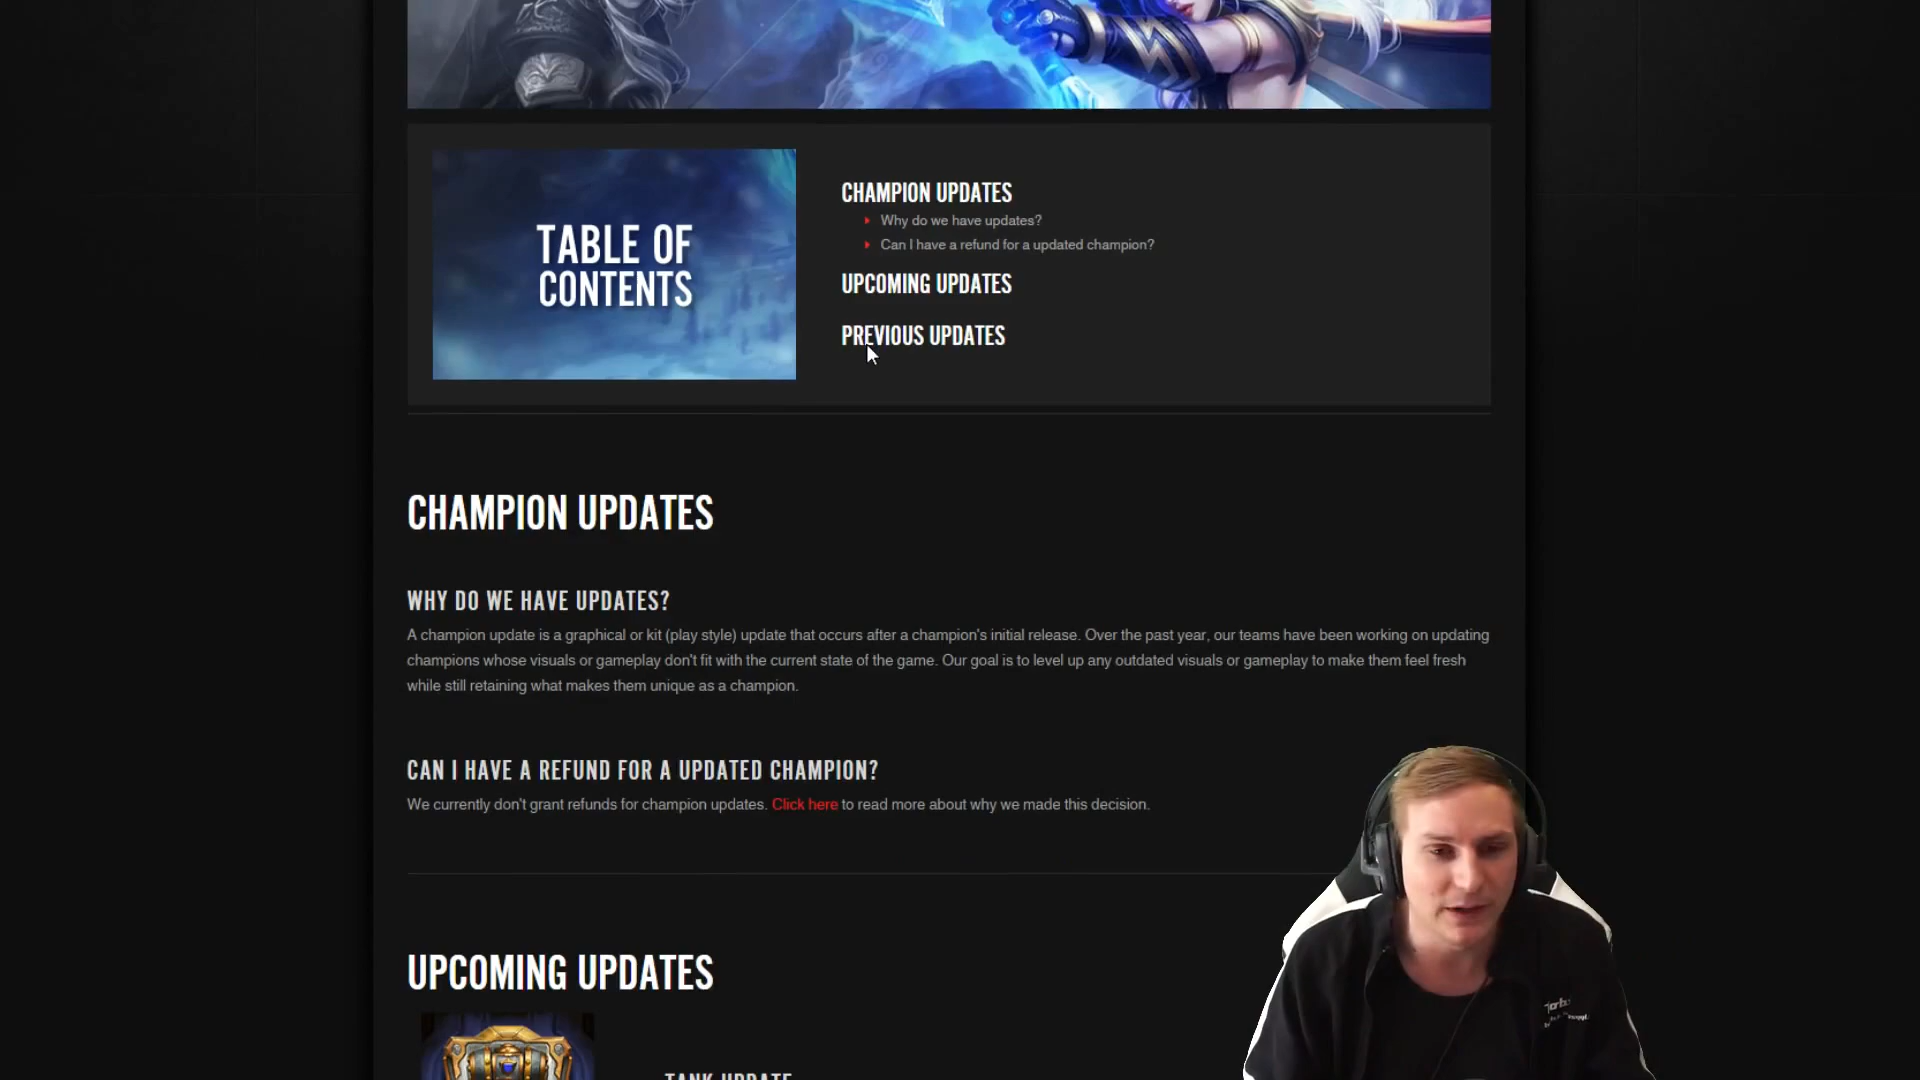 TABLE OF
CONTENTS
CHAMPION UPDATES
Why do we have updates?
Can I have a refund for a updated champion?
UPCOMING UPDATES
PREVIOUS UPDATES
CHAMPION UPDATES
WHY DO WE HAVE UPDATES?
A champion update is a graphical or kit (play style) update that occurs after a champion's initial release. Over the past year, our teams have been working on updating
champions whose visuals or gameplay don't fit with the current state of the game. Our goal is to level up any outdated visuals or gameplay to make them feel fresh
while still retaining what makes them unique as a champion.
CAN I HAVE A REFUND FOR A UPDATED CHAMPION?
We currently don't grant refunds for champion updates. Click here to read more about why we made this decision.
UPCOMING UPDATES
TANK UPDATE